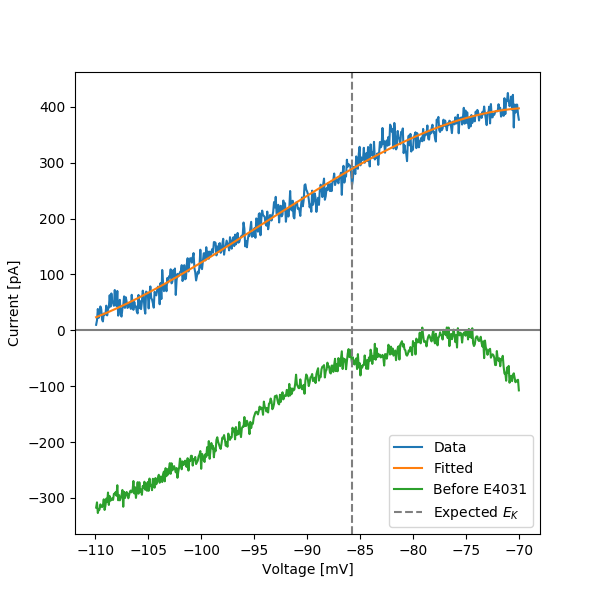 400
300
200
100
0
−100
−200
−300
Current [pA]
Data
Fitted
Before E4031
Expected E_K
−110 −105 −100 −95 −90 −85 −80 −75 −70
Voltage [mV]